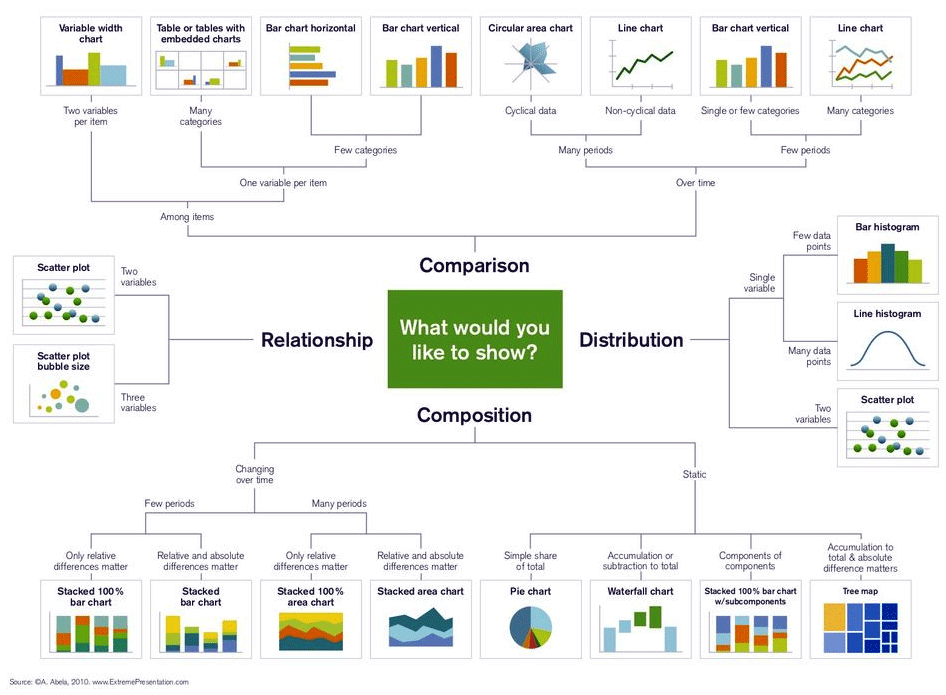 Variable width
chart
Table or tables with
embedded charts
Bar chart horizontal
Bar chart vertical
Circular area chart
Line chart
Bar chart vertical
Line chart
Two variables
per item
Many
categories
Cyclical data
Non-cyclical data
Single or few categories
Many categories
Few categories
Many periods
Few periods
One variable per item
Over time
Among items
Comparison
Few data
points
Bar histogram
Scatter plot
Two
variables
Single
variable
Line histogram
What would you
like to show?
Relationship
Distribution
Scatter plot
bubble size
Many data
points
Three
variables
Two
variables
Scatter plot
Composition
Changing
over time
Static
Few periods
Many periods
Only relative
differences matter
Relative and absolute
differences matter
Only relative
differences matter
Relative and absolute
differences matter
Simple share
of total
Accumulation or
subtraction to total
Components of
components
Accumulation to
total & absolute
difference matters
Stacked 100%
bar chart
Stacked
bar chart
Stacked 100%
area chart
Stacked area chart
Pie chart
Waterfall chart
Stacked 100% bar chart
w/subcomponents
Tree map
Source: ©A. Abela, 2010. www.ExtremePresentation.com